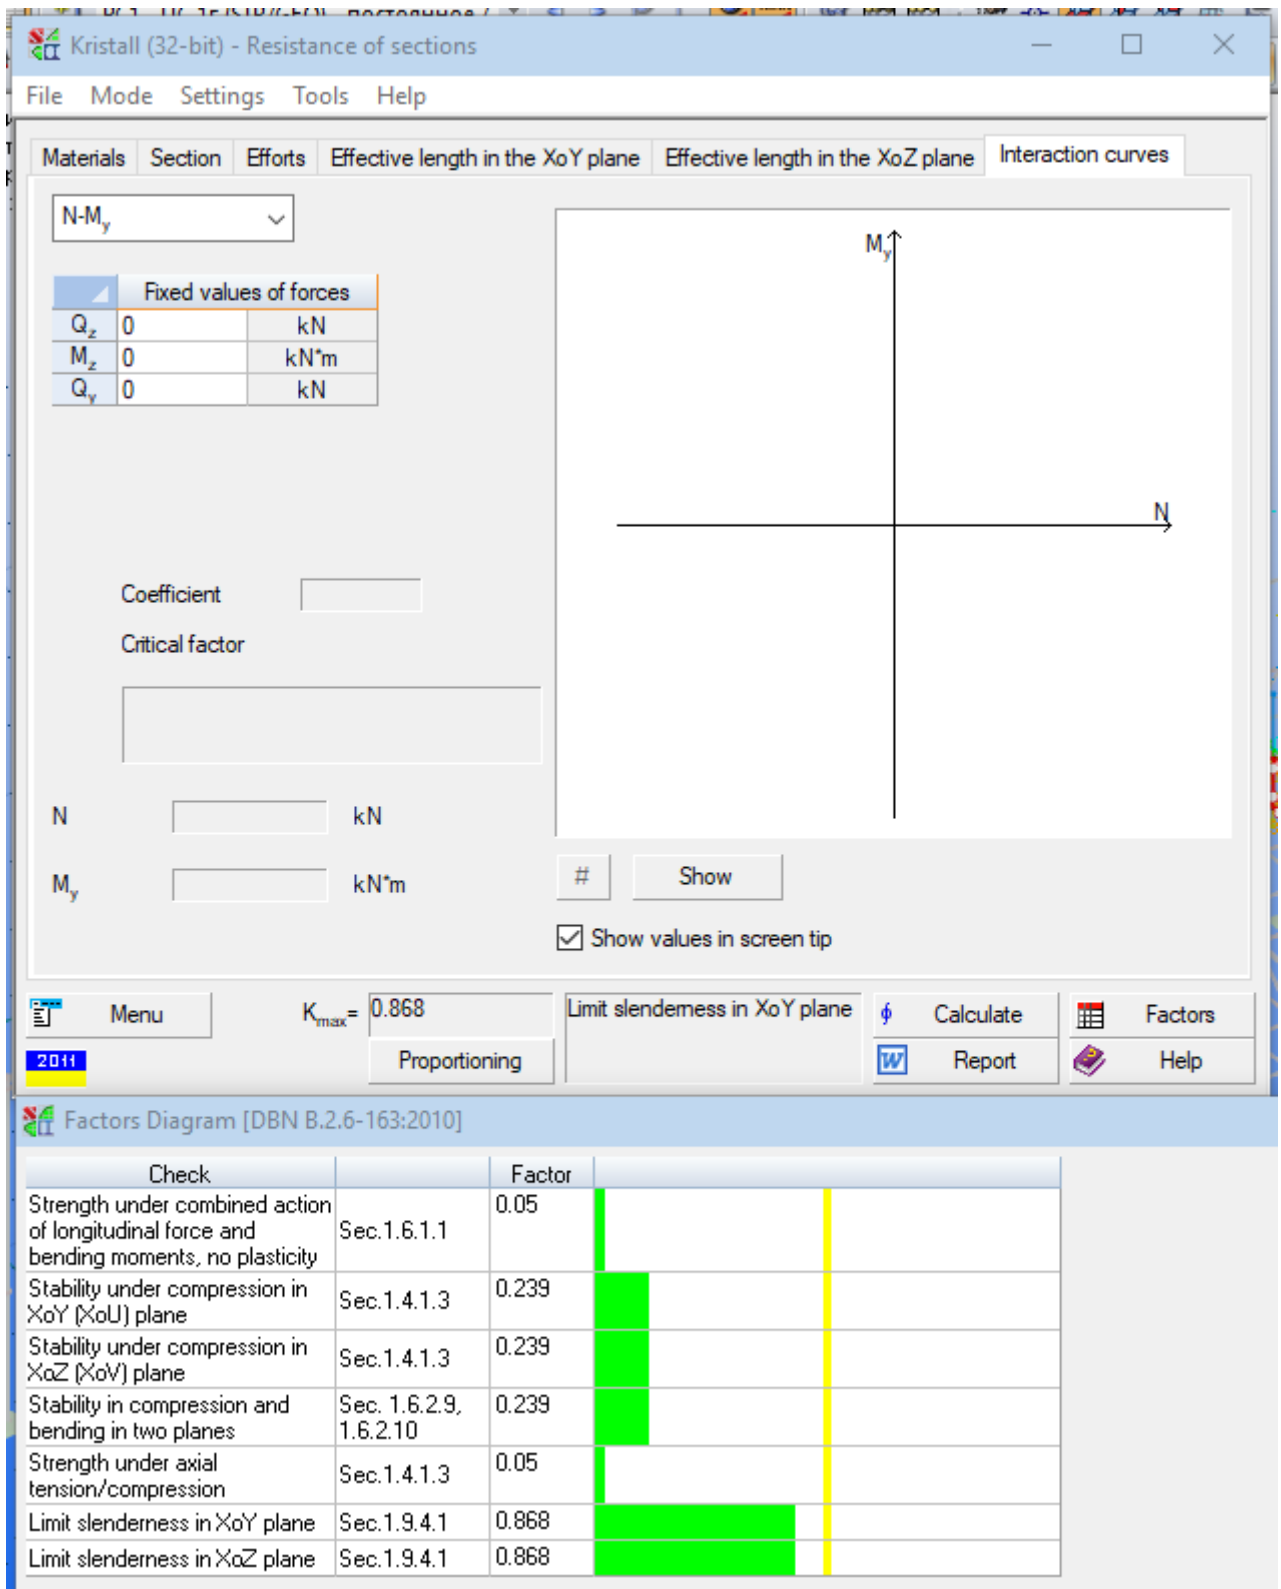 РС1
постоянное
Kristall (32-bit) - Resistance of sections
File Mode Settings Tools Help
Materials Section Efforts Effective length in the XoY plane Effective length in the XoZ plane Interaction curves
N-My
Fixed values of forces
Qz 0 kN
Mz 0 kN*m
Qy 0 kN
My
N
Coefficient
Critical factor
N kN
My kN*m
# Show
Show values in screen tip
Menu
Kmax= 0.868
Limit slenderness in XoY plane
Calculate
Factors
2011
Proportioning
Report
Help
Factors Diagram [DBN B.2.6-163:2010]
Check Factor
Strength under combined action
of longitudinal force and
bending moments, no plasticity
Sec.1.6.1.1
0.05
Stability under compression in
XoY (XoU) plane
Sec.1.4.1.3
0.239
Stability under compression in
XoZ (XoV) plane
Sec.1.4.1.3
0.239
Stability in compression and
bending in two planes
Sec. 1.6.2.9,
1.6.2.10
0.239
Strength under axial
tension/compression
Sec.1.4.1.3
0.05
Limit slenderness in XoY plane Sec.1.9.4.1 0.868
Limit slenderness in XoZ plane Sec.1.9.4.1 0.868